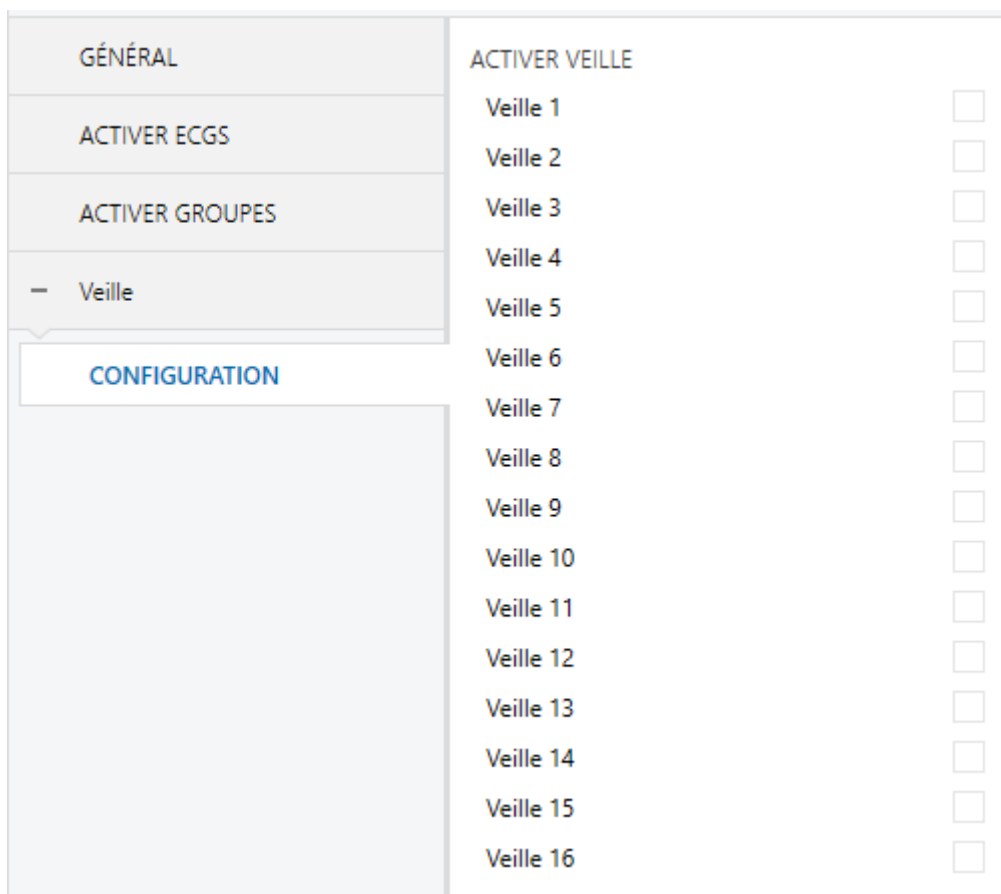 GÉNÉRAL
ACTIVER ECGS
ACTIVER GROUPES
Veille
CONFIGURATION
ACTIVER VEILLE
Veille 1
Veille 2
Veille 3
Veille 4
Veille 5
Veille 6
Veille 7
Veille 8
Veille 9
Veille 10
Veille 11
Veille 12
Veille 13
Veille 14
Veille 15
Veille 16